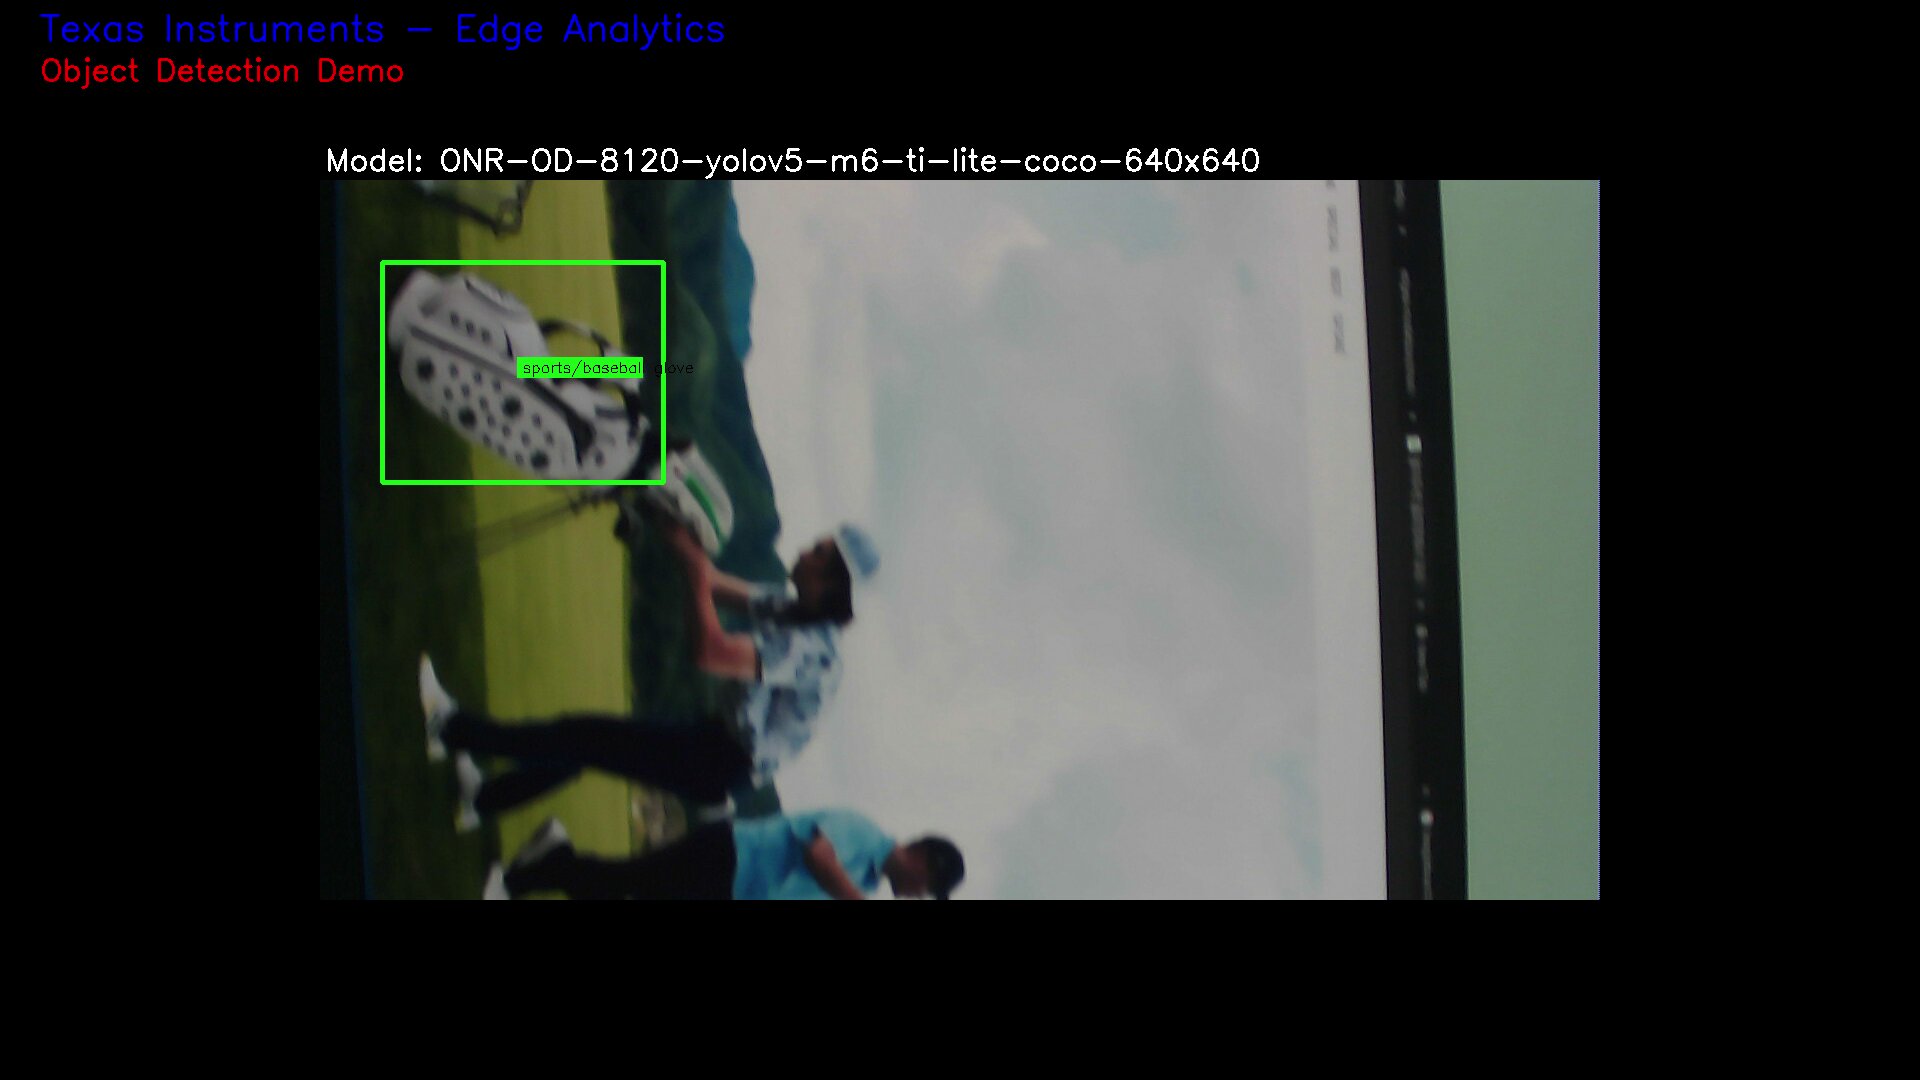 Texas Instruments – Edge Analytics
Object Detection Demo
Model: ONR-OD-8120-yolov5-m6-ti-lite-coco-640x640
sports/baseball glove